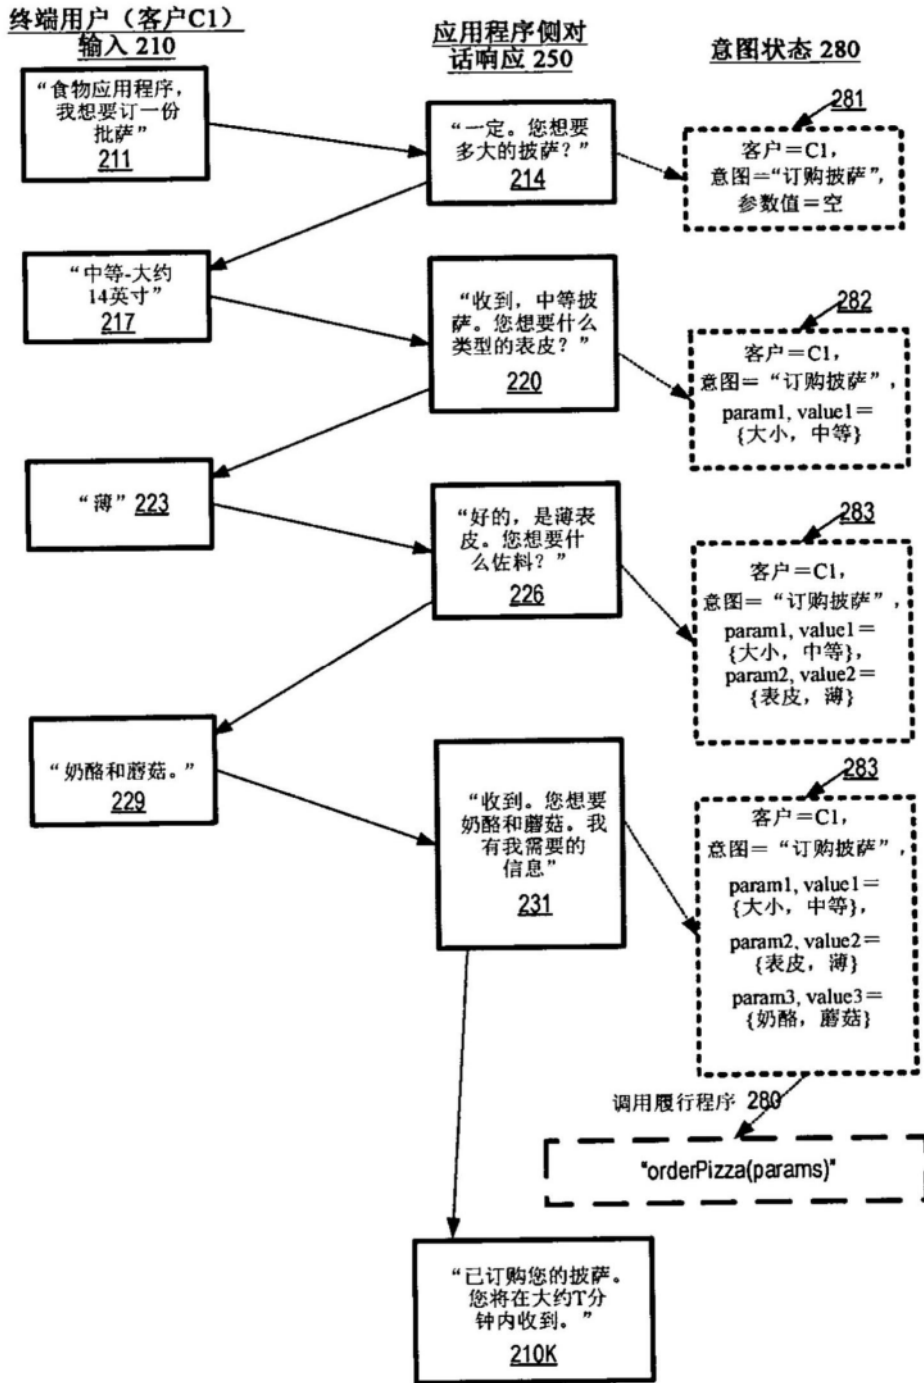 终端用户（客户C1）
输入 210
应用程序侧对
话响应 250
意图状态 280
“食物应用程序，
我想要订一份
批萨”
211
“一定。您想要
多大的披萨？”
214
281
客户＝C1,
意图＝“订购披萨”,
参数值＝空
“中等-大约
14英寸”
217
“收到，中等披
萨。您想要什么
类型的表皮？”
220
282
客户＝C1,
意图＝ “订购披萨”,
param1, value1＝
{大小，中等}
“薄” 223
“好的，是薄表
皮。您想要什
么佐料？”
226
283
客户＝C1,
意图＝ “订购披萨”,
param1, value1＝
{大小，中等},
param2, value2＝
{表皮，薄}
“奶酪和蘑菇。”
229
“收到。您想要
奶酪和蘑菇。我
有我需要的
信息”
231
283
客户＝C1,
意图＝ “订购披萨”,
param1, value1＝
{大小，中等},
param2, value2＝
{表皮，薄}
param3, value3＝
{奶酪，蘑菇}
调用履行程序 280
"orderPizza(params)"
“已订购您的披萨。
您将在大约T分
钟内收到。”
210K